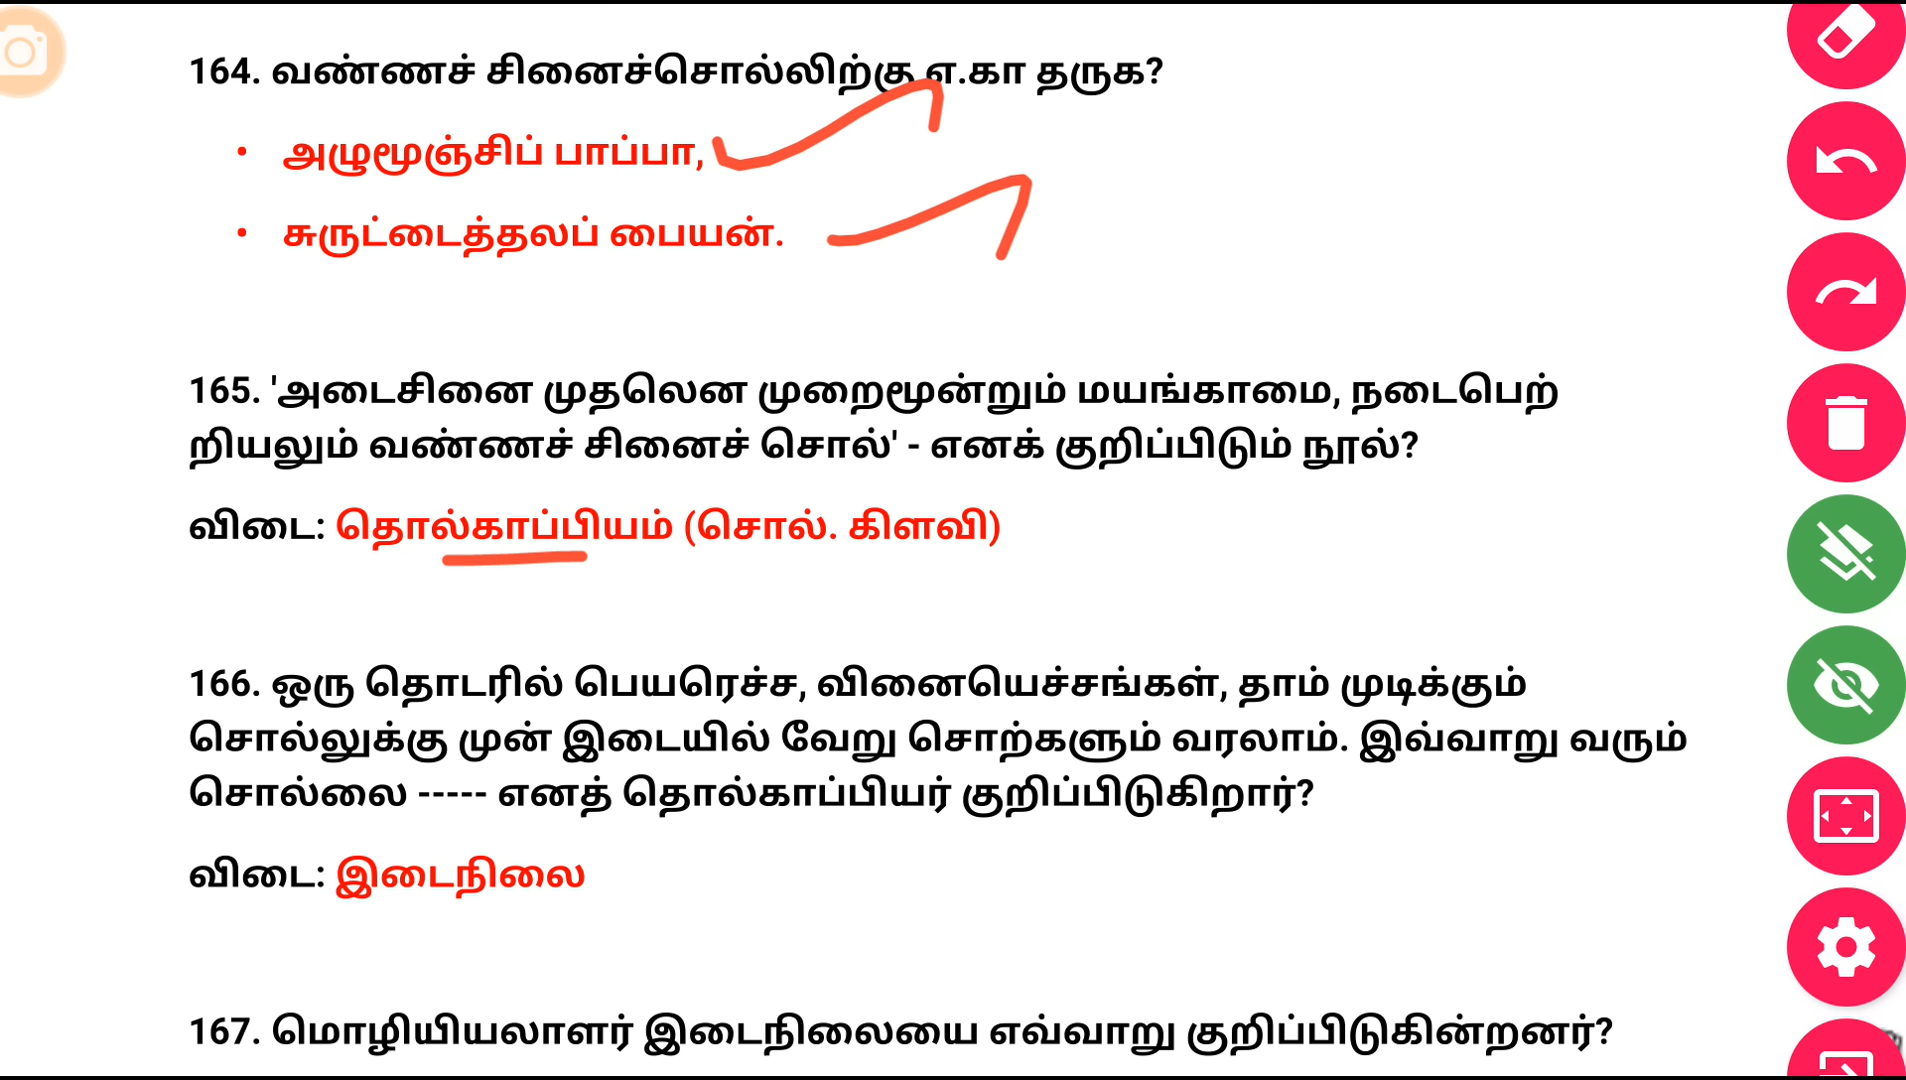 164. வண்ணச் சினைச்சொல்லிற்கு எ.கா தருக?
• அழுமூஞ்சிப் பாப்பா,
• சுருட்டைத்தலப் பையன்.
165. 'அடைசினை முதலென முறைமூன்றும் மயங்காமை, நடைபெற்
றியலும் வண்ணச் சினைச் சொல்' - எனக் குறிப்பிடும் நூல்?
விடை: தொல்காப்பியம் (சொல். கிளவி)
166. ஒரு தொடரில் பெயரெச்ச, வினையெச்சங்கள், தாம் முடிக்கும்
சொல்லுக்கு முன் இடையில் வேறு சொற்களும் வரலாம். இவ்வாறு வரும்
சொல்லை ----- எனத் தொல்காப்பியர் குறிப்பிடுகிறார்?
விடை: இடைநிலை
167. மொழியியலாளர் இடைநிலையை எவ்வாறு குறிப்பிடுகின்றனர்?